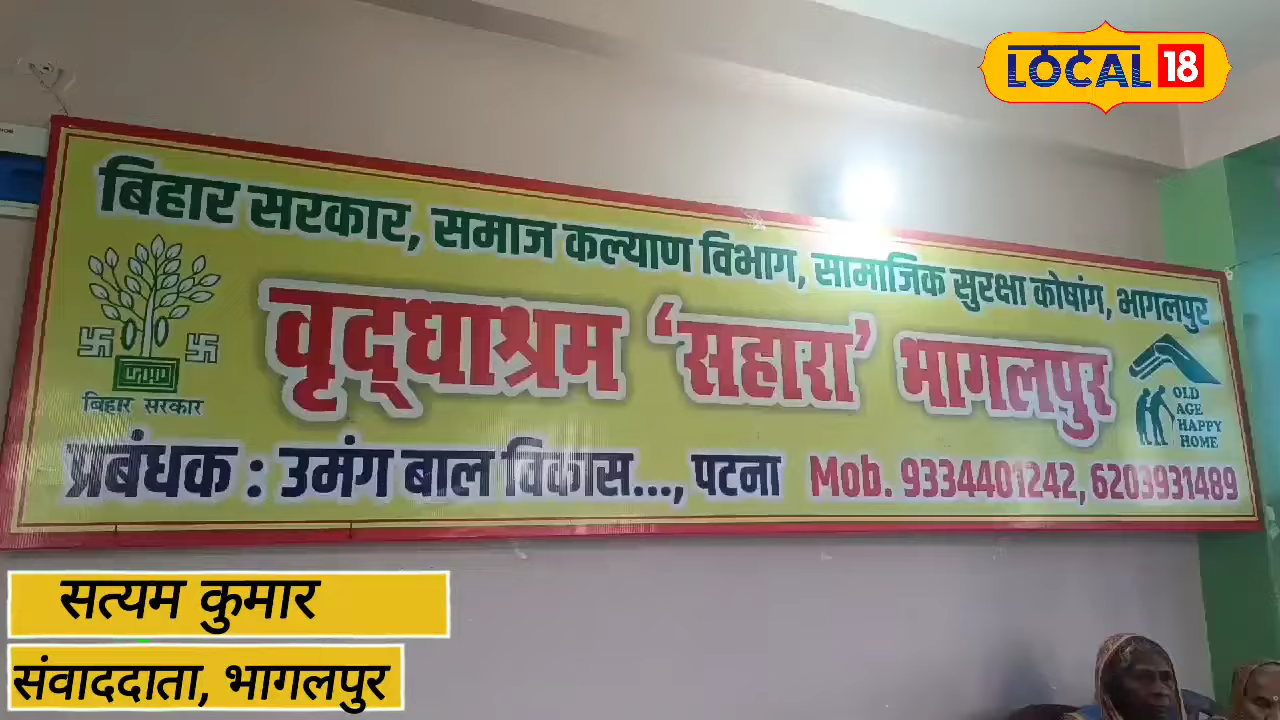 LOCAL 18
बिहार सरकार, समाज कल्याण विभाग, सामाजिक सुरक्षा कोषांग, भागलपुर
वृद्धाश्रम 'सहारा' भागलपुर
बिहार सरकार
OLD
AGE
HAPPY
HOME
प्रबंधक : उमंग बाल विकास..., पटना Mob. 9334401242, 6203931489
सत्यम कुमार
संवाददाता, भागलपुर